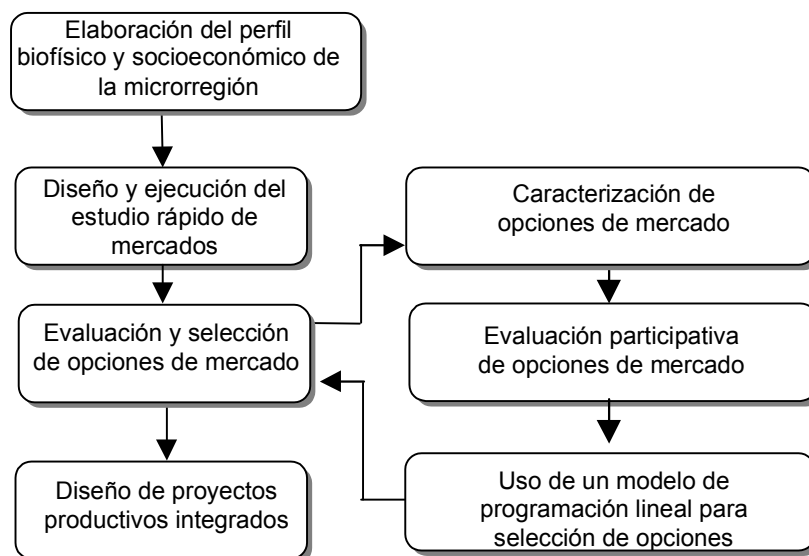 Elaboración del perfil
biofísico y socioeconómico de
la microrregión
Diseño y ejecución del
estudio rápido de
mercados
Evaluación y selección
de opciones de mercado
Diseño de proyectos
productivos integrados
Caracterización de
opciones de mercado
Evaluación participativa
de opciones de mercado
Uso de un modelo de
programación lineal para
selección de opciones